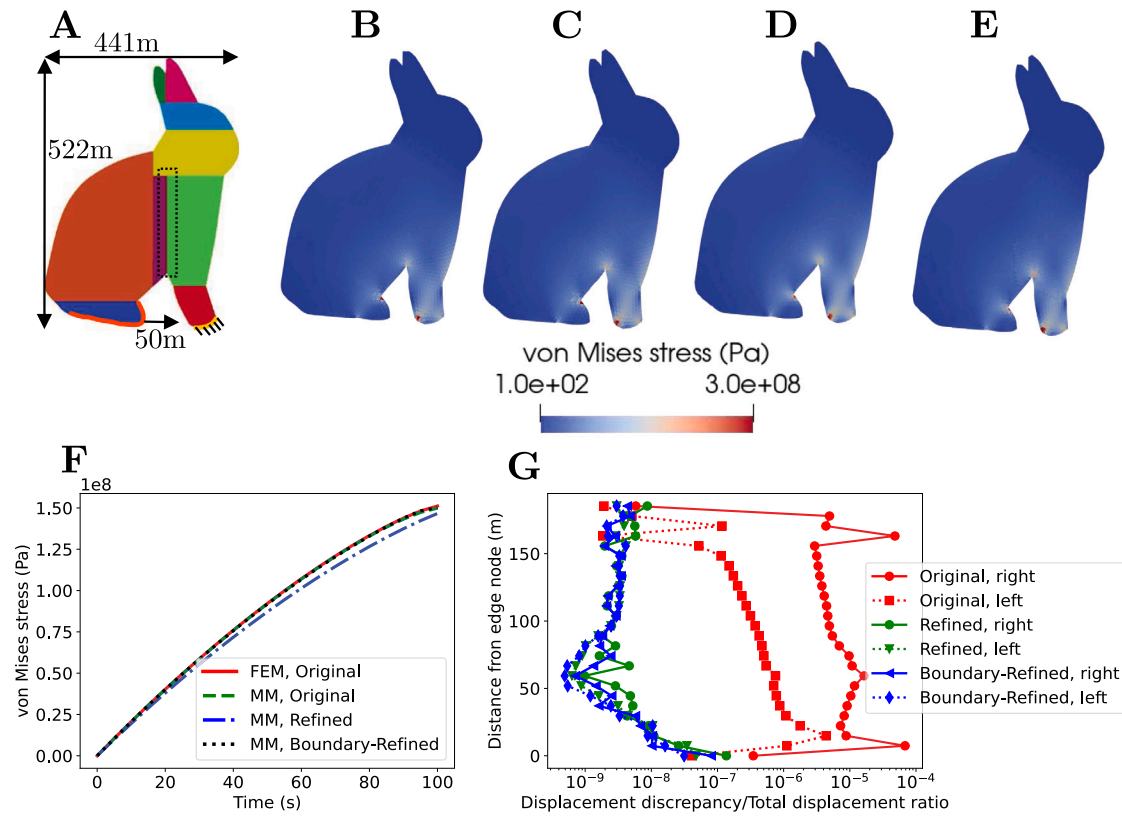 A
B
C
D
E
441m
522m
50m
von Mises stress (Pa)
1.0e+02
3.0e+08
F
G
1e8
von Mises stress (Pa)
1.50
1.25
1.00
0.75
0.50
0.25
0.00
0
20
40
60
80
100
Time (s)
FEM, Original
MM, Original
MM, Refined
MM, Boundary-Refined
Distance from edge node (m)
150
100
50
0
10⁻⁹
10⁻⁸
10⁻⁷
10⁻⁶
10⁻⁵
10⁻⁴
Displacement discrepancy/Total displacement ratio
Original, right
Original, left
Refined, right
Refined, left
Boundary-Refined, right
Boundary-Refined, left